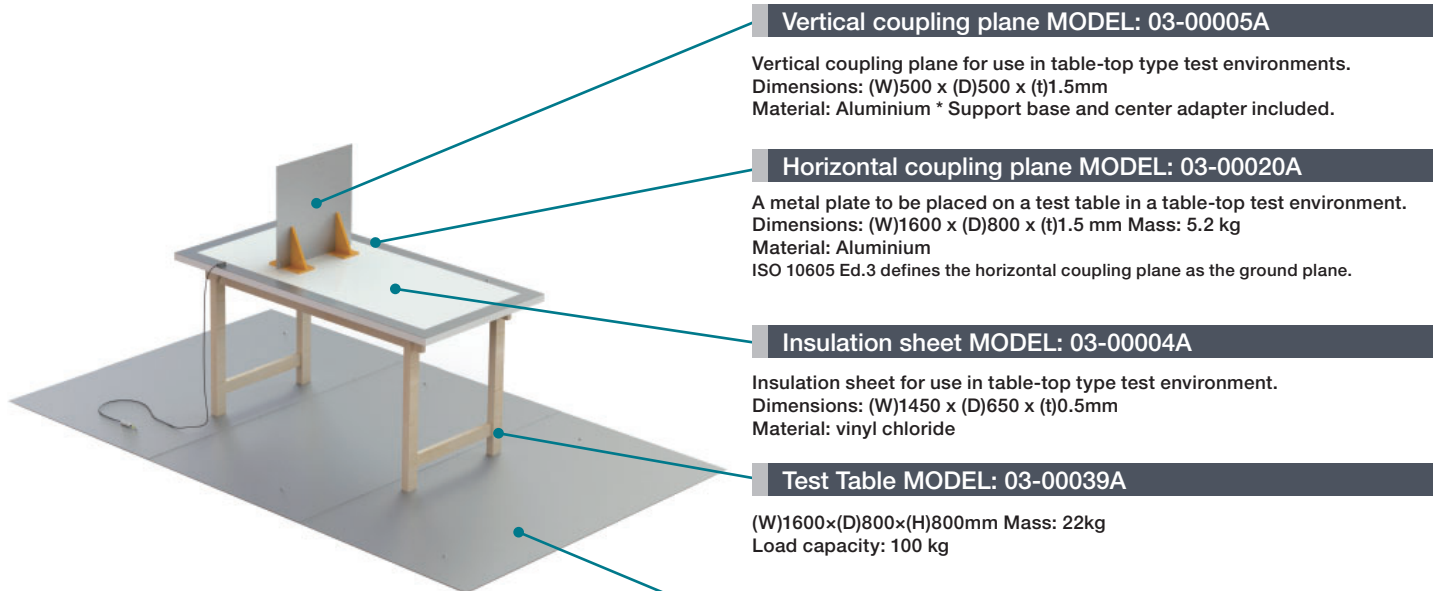 Vertical coupling plane MODEL: 03-00005A
Vertical coupling plane for use in table-top type test environments.
Dimensions: (W)500 x (D)500 x (t)1.5mm
Material: Aluminium * Support base and center adapter included.
Horizontal coupling plane MODEL: 03-00020A
A metal plate to be placed on a test table in a table-top test environment.
Dimensions: (W)1600 x (D)800 x (t)1.5 mm Mass: 5.2 kg
Material: Aluminium
ISO 10605 Ed.3 defines the horizontal coupling plane as the ground plane.
Insulation sheet MODEL: 03-00004A
Insulation sheet for use in table-top type test environment.
Dimensions: (W)1450 x (D)650 x (t)0.5mm
Material: vinyl chloride
Test Table MODEL: 03-00039A
(W)1600×(D)800×(H)800mm Mass: 22kg
Load capacity: 100 kg